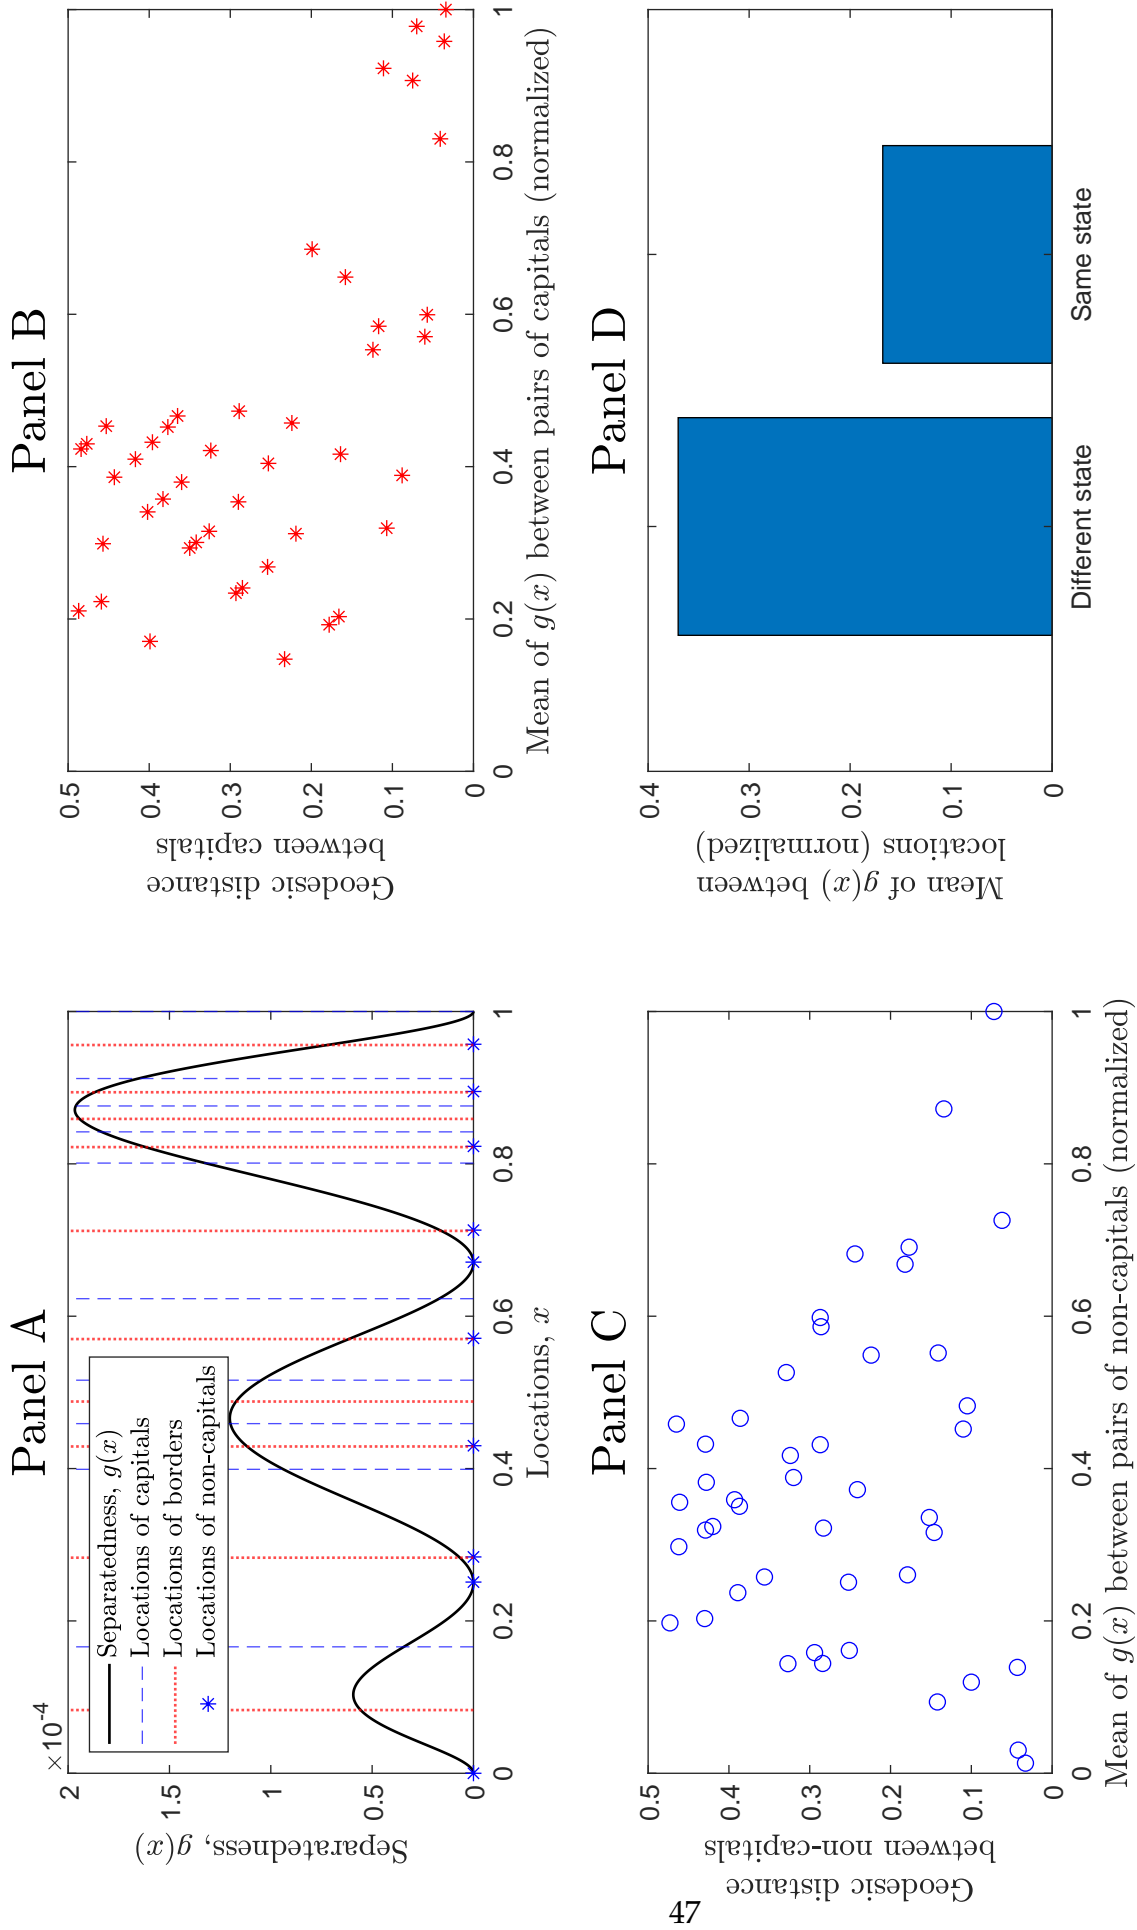 Panel A
×10⁻⁴
2
1.5
1
0.5
0
Separatedness, g(x)
Separatedness, g(x)
Locations of capitals
Locations of borders
Locations of non-capitals
0 0.2 0.4 0.6 0.8 1
Locations, x
Panel B
0.5
0.4
0.3
0.2
0.1
0
Geodesic distance
between capitals
0 0.2 0.4 0.6 0.8 1
Mean of g(x) between pairs of capitals (normalized)
Panel C
0.5
0.4
0.3
0.2
0.1
0
Geodesic distance
between non-capitals
0 0.2 0.4 0.6 0.8 1
Mean of g(x) between pairs of non-capitals (normalized)
Panel D
0.4
0.3
0.2
0.1
0
Mean of g(x) between
locations (normalized)
Different state Same state
47